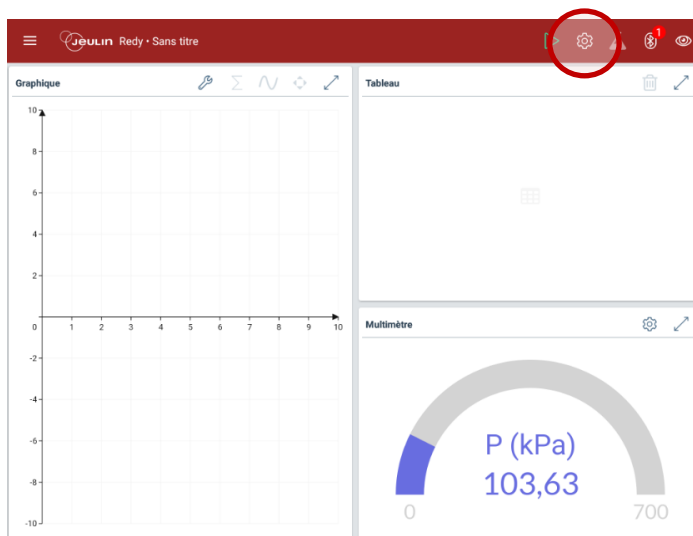 Jeulin Redy • Sans titre
1
Graphique
10
8
6
4
2
0 1 2 3 4 5 6 7 8 9 10
-2
-4
-6
-8
-10
Tableau
Multimètre
P (kPa)
103,63
0 700